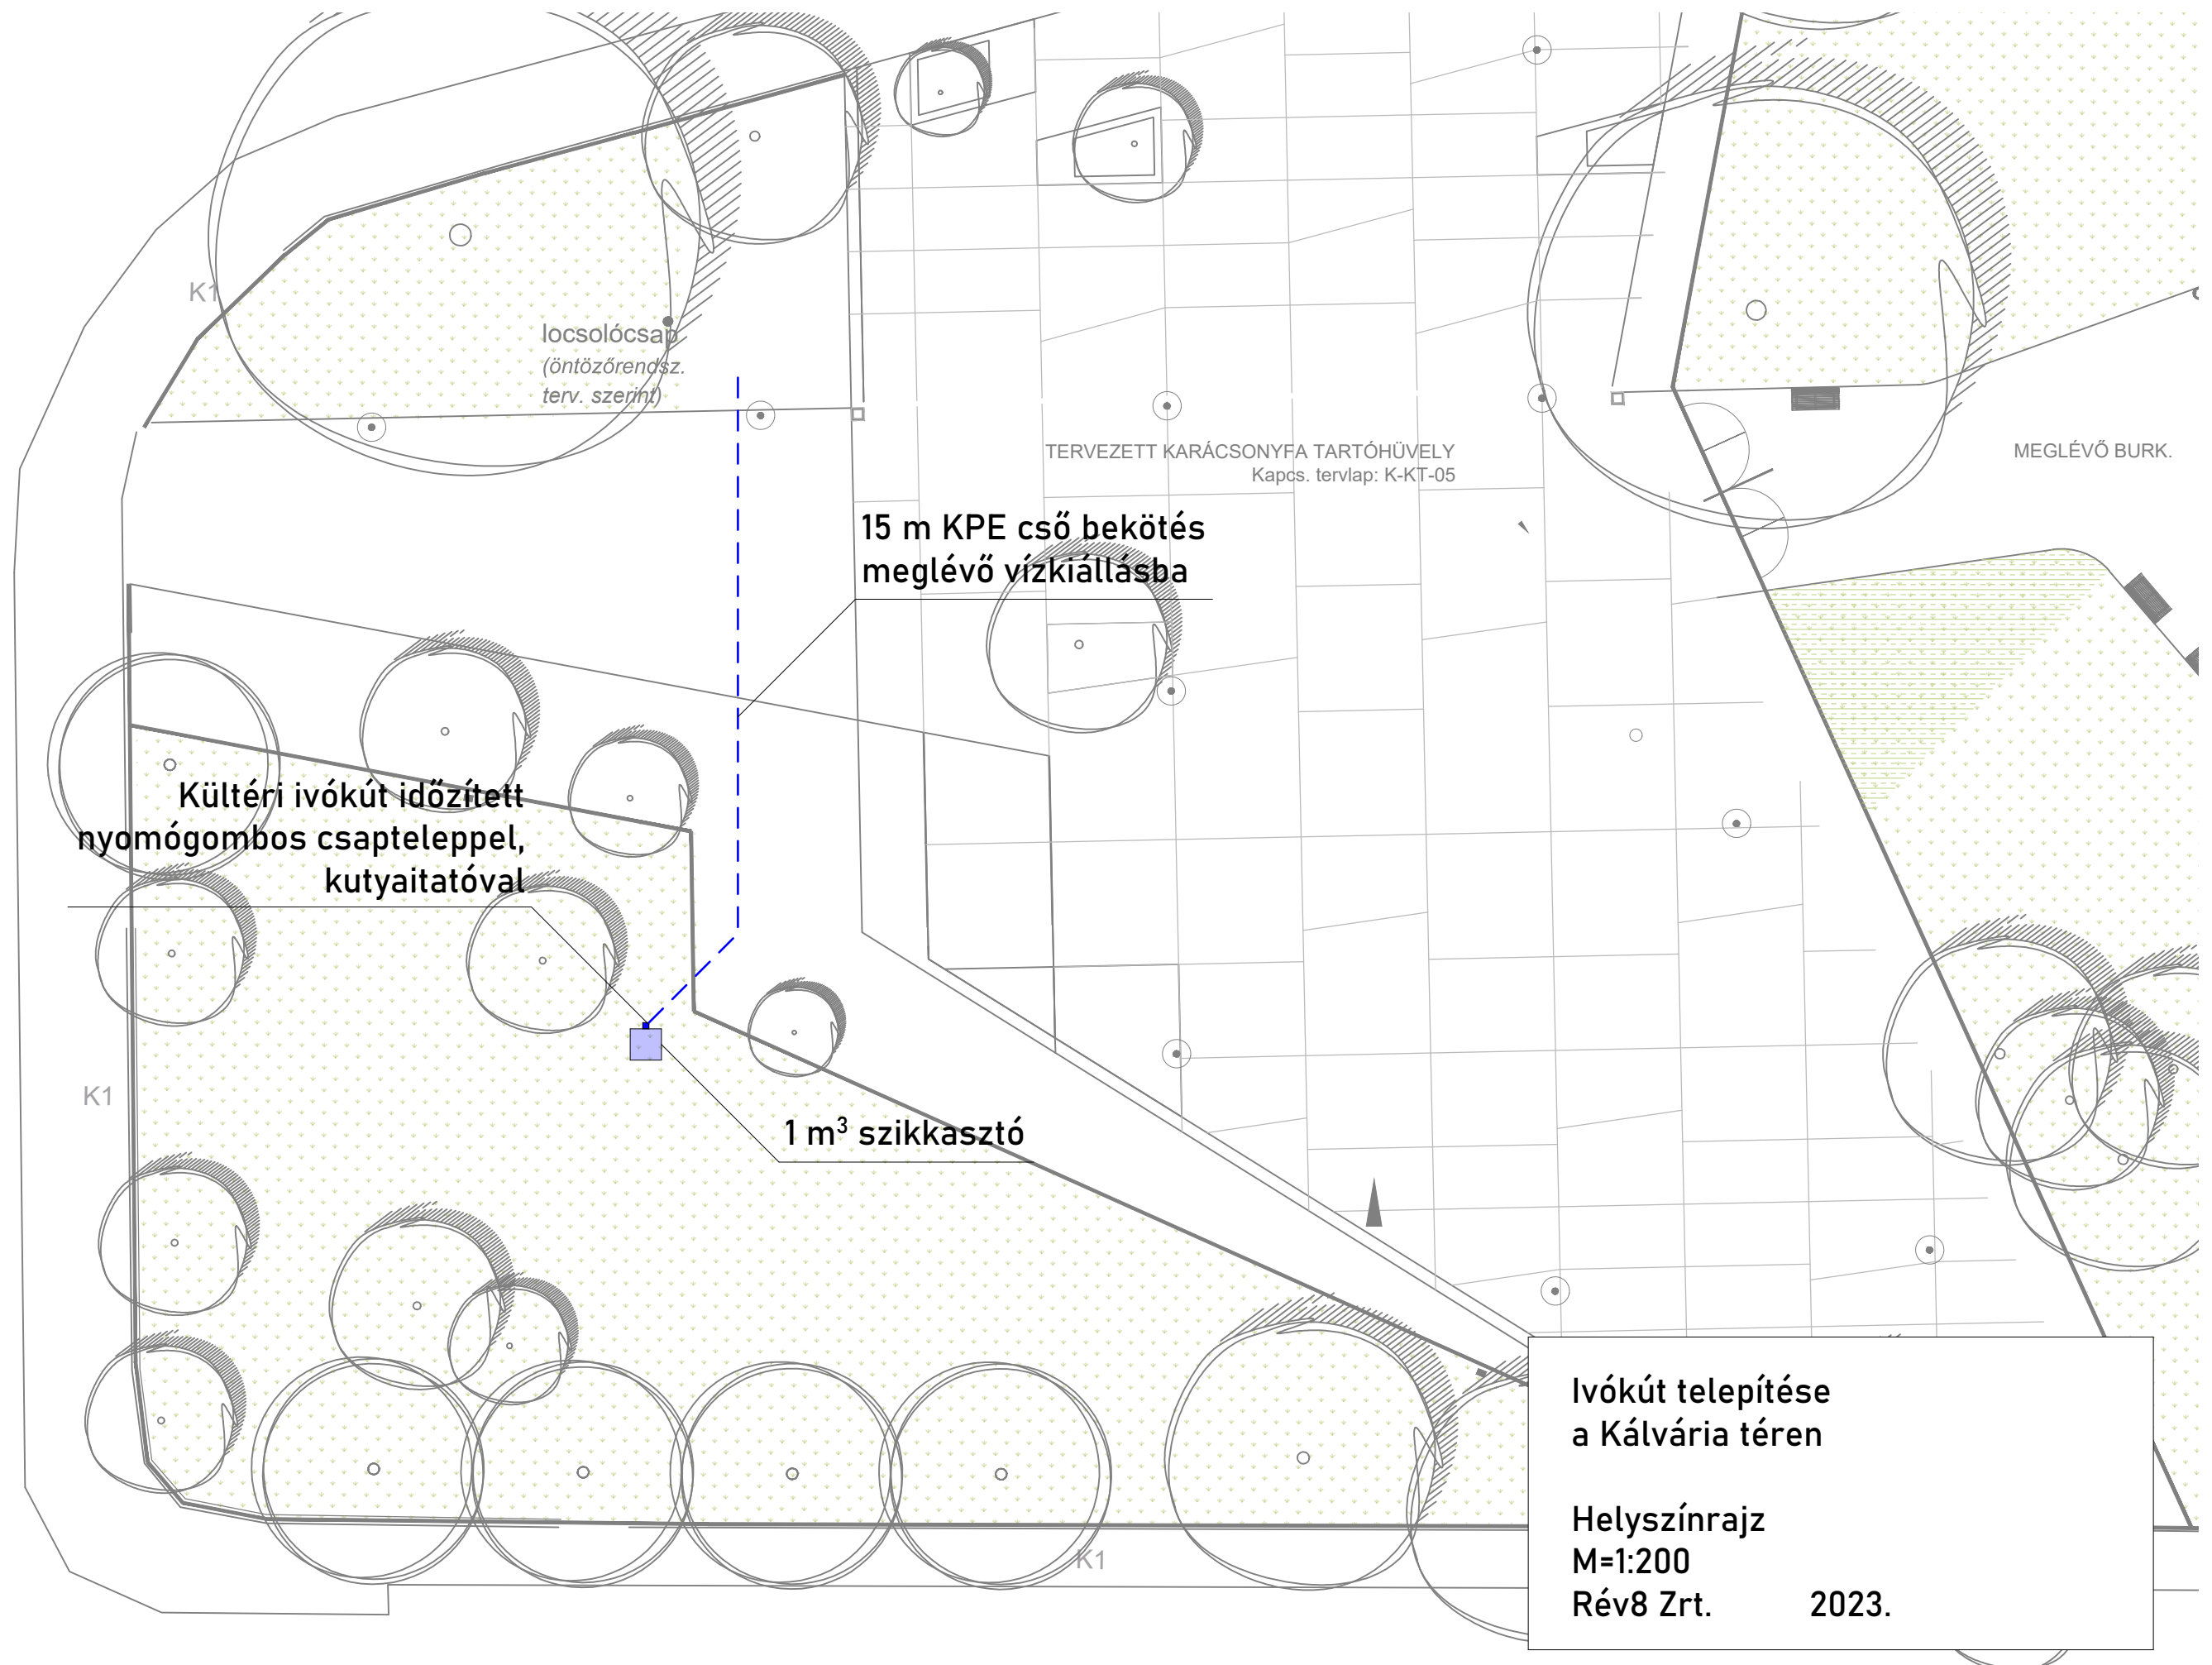 K1
locsolócsap
(öntözőrendsz.
terv. szerint)
TERVEZETT KARÁCSONYFA TARTÓHÜVELY
Kapcs. tervlap: K-KT-05
MEGLÉVŐ BURK.
15 m KPE cső bekötés
meglévő vízkiállásba
Kültéri ivókút időzített
nyomógombos csapteleppel,
kutyaitatóval
K1
1 m³ szikkasztó
K1
Ivókút telepítése
a Kálvária téren
Helyszínrajz
M=1:200
Rév8 Zrt. 2023.